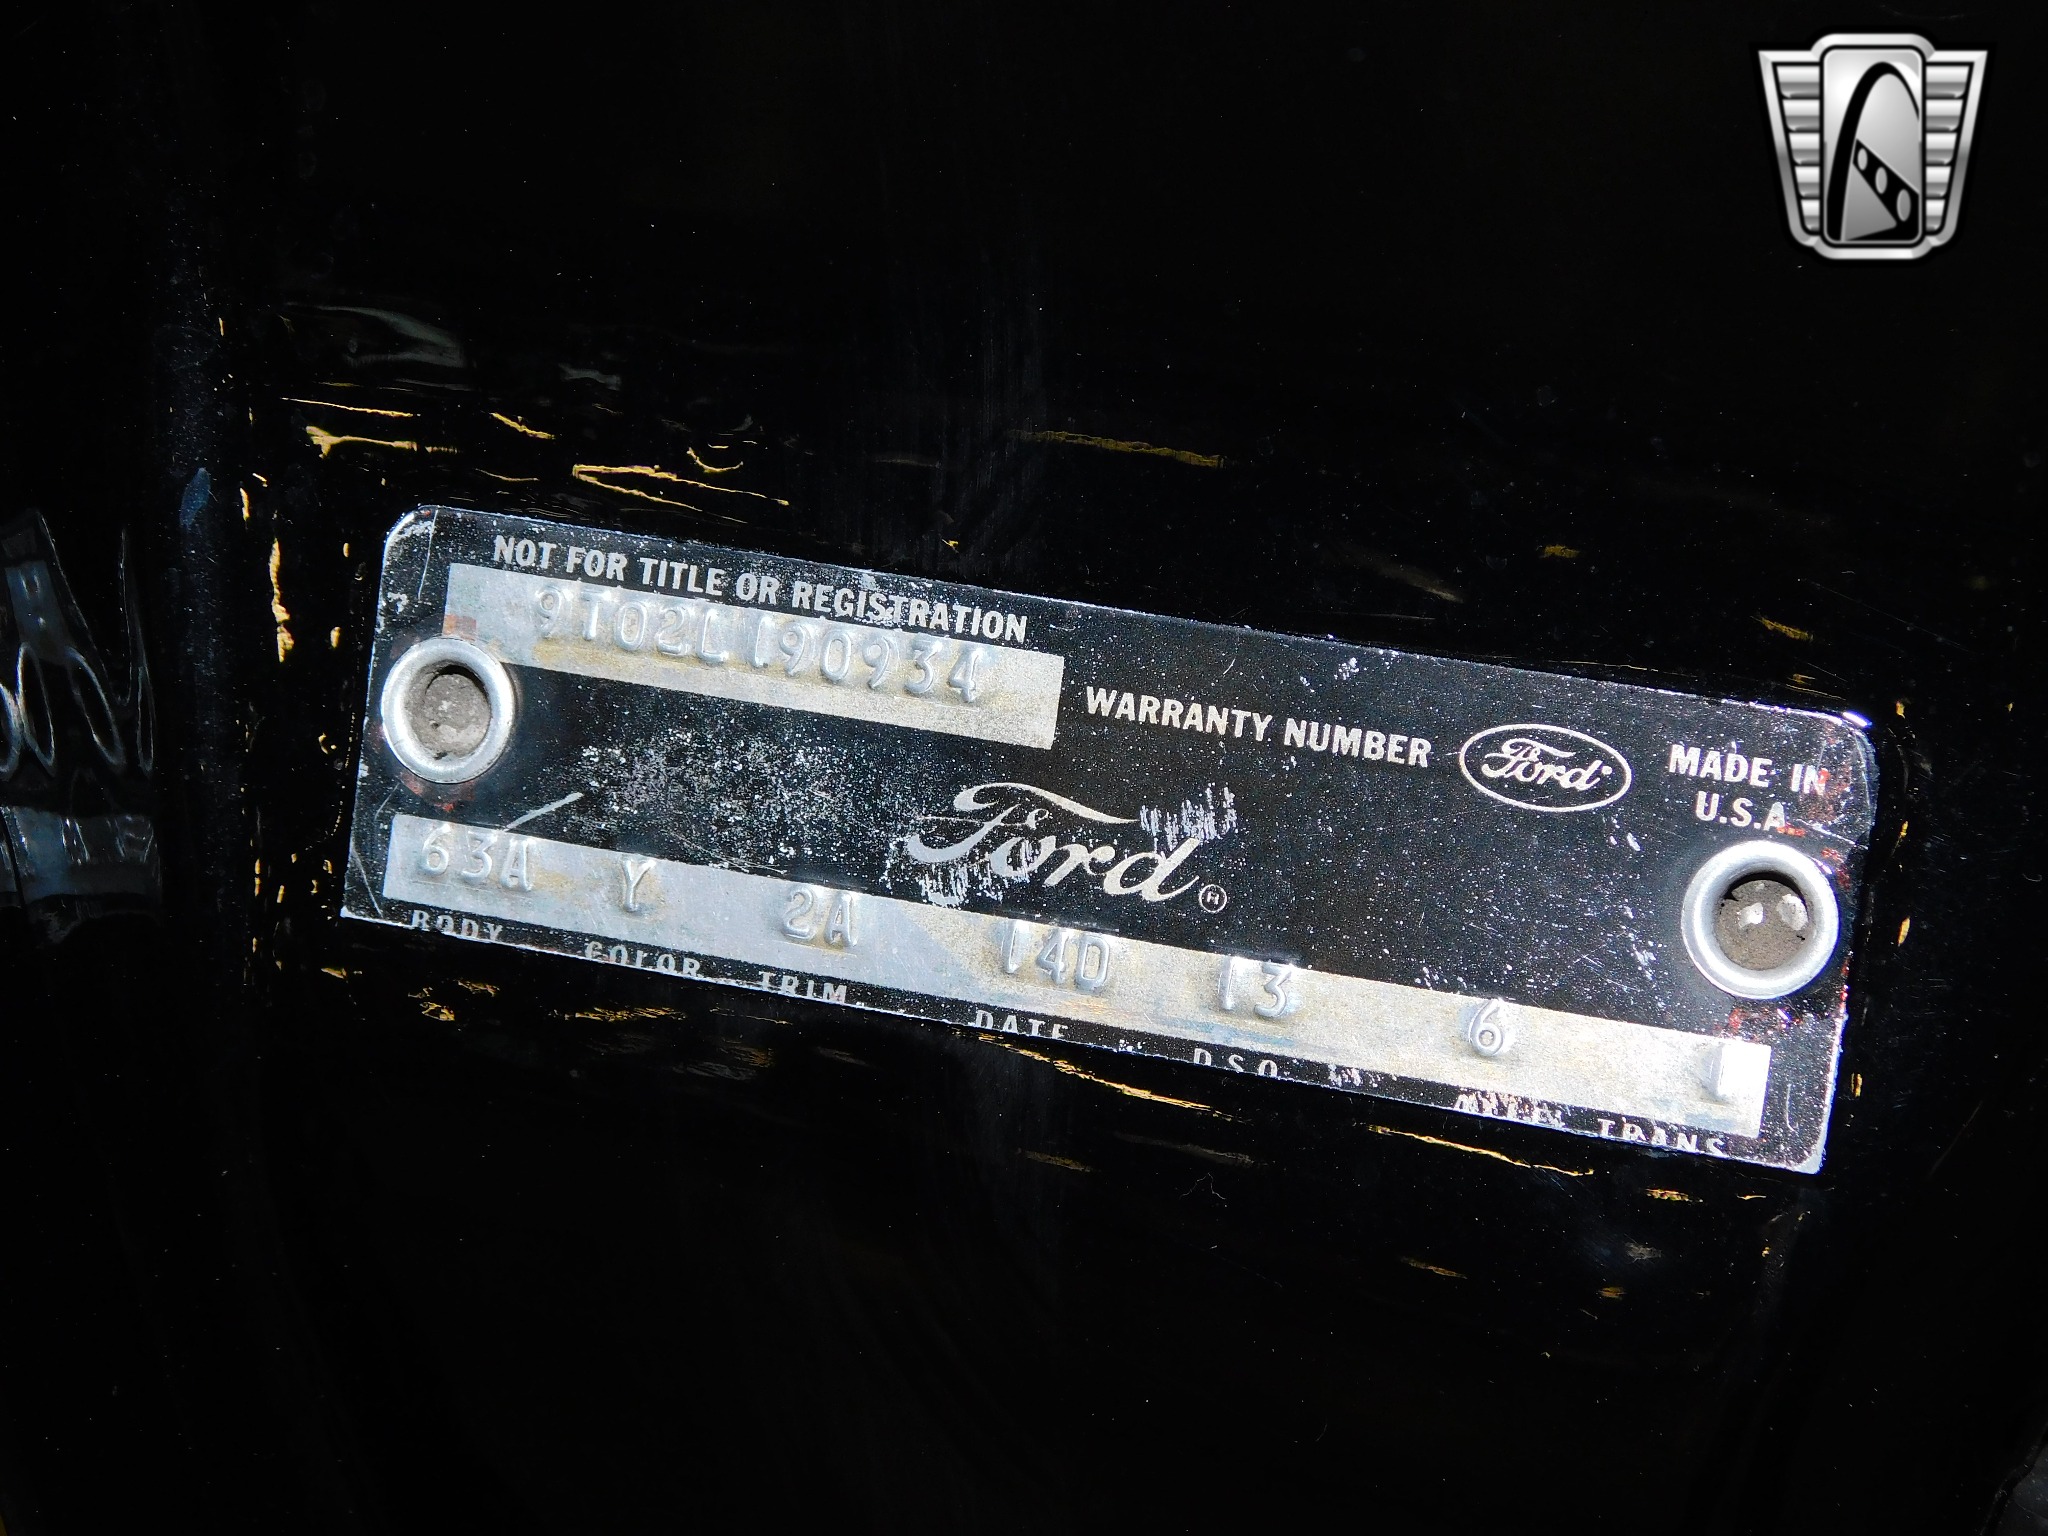 NOT FOR TITLE OR REGISTRATION
9T02L190934
WARRANTY NUMBER Ford MADE IN
U.S.A.
Ford ®
63A Y 2A 14D 13 6 1
BODY COLOR TRIM DATE D.S.O. TRANS